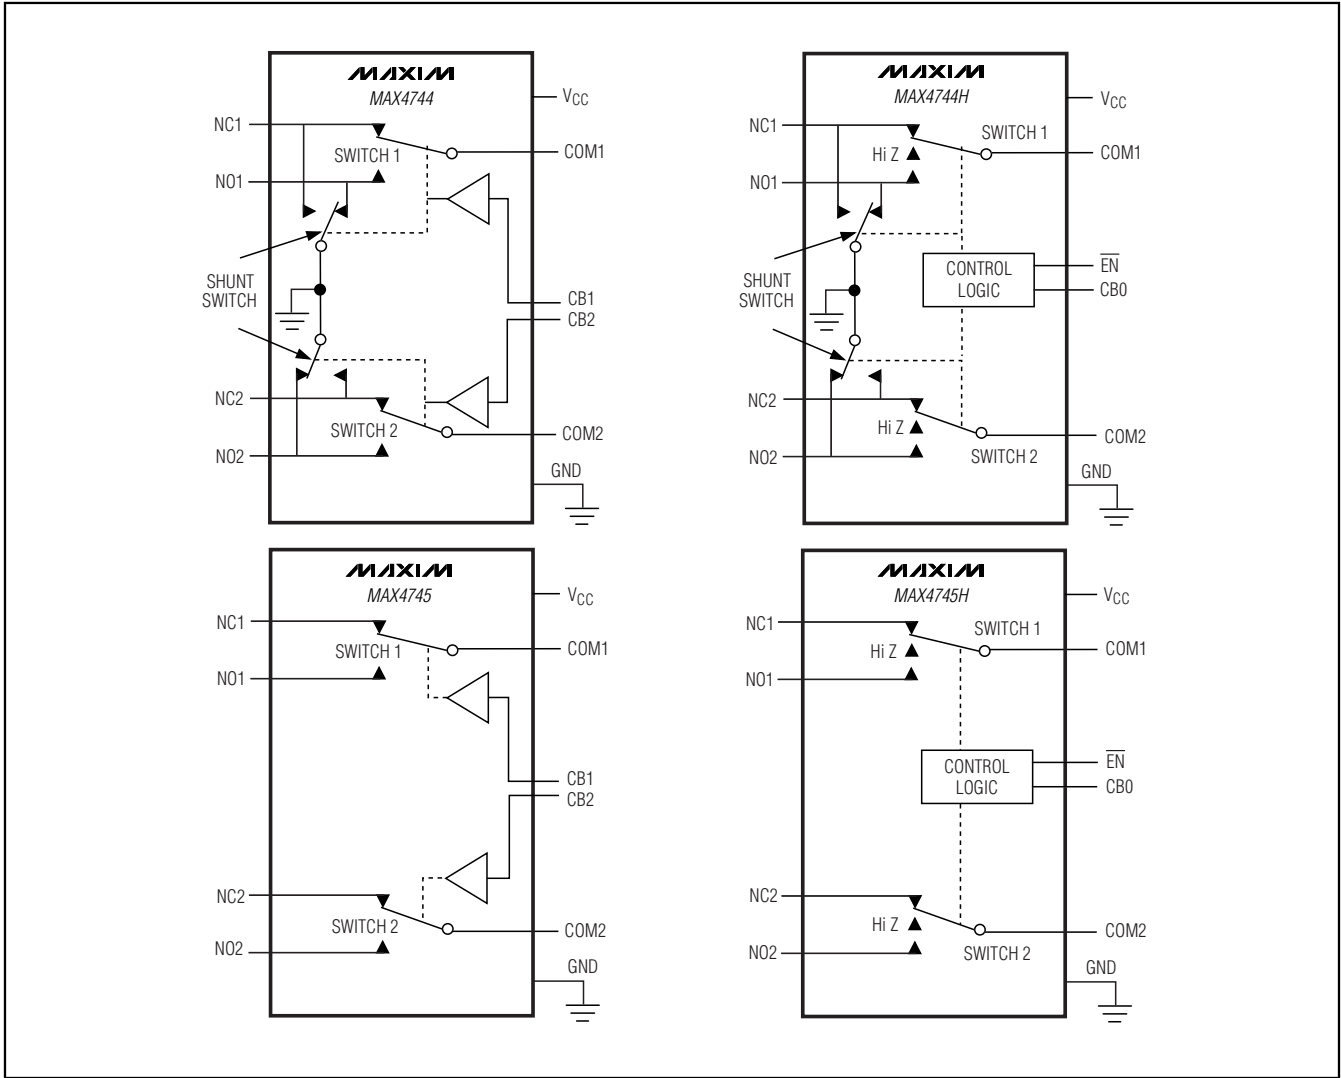 MAXIM
MAX4744
VCC
NC1
SWITCH 1
COM1
NO1
SHUNT
SWITCH
CB1
CB2
NC2
SWITCH 2
COM2
NO2
GND
MAXIM
MAX4744H
VCC
NC1
SWITCH 1
Hi Z
COM1
NO1
CONTROL
LOGIC
EN
CB0
SHUNT
SWITCH
NC2
Hi Z
COM2
NO2
SWITCH 2
GND
MAXIM
MAX4745
VCC
NC1
SWITCH 1
COM1
NO1
CB1
CB2
NC2
SWITCH 2
COM2
NO2
GND
MAXIM
MAX4745H
VCC
NC1
SWITCH 1
Hi Z
COM1
NO1
CONTROL
LOGIC
EN
CB0
NC2
Hi Z
COM2
NO2
SWITCH 2
GND